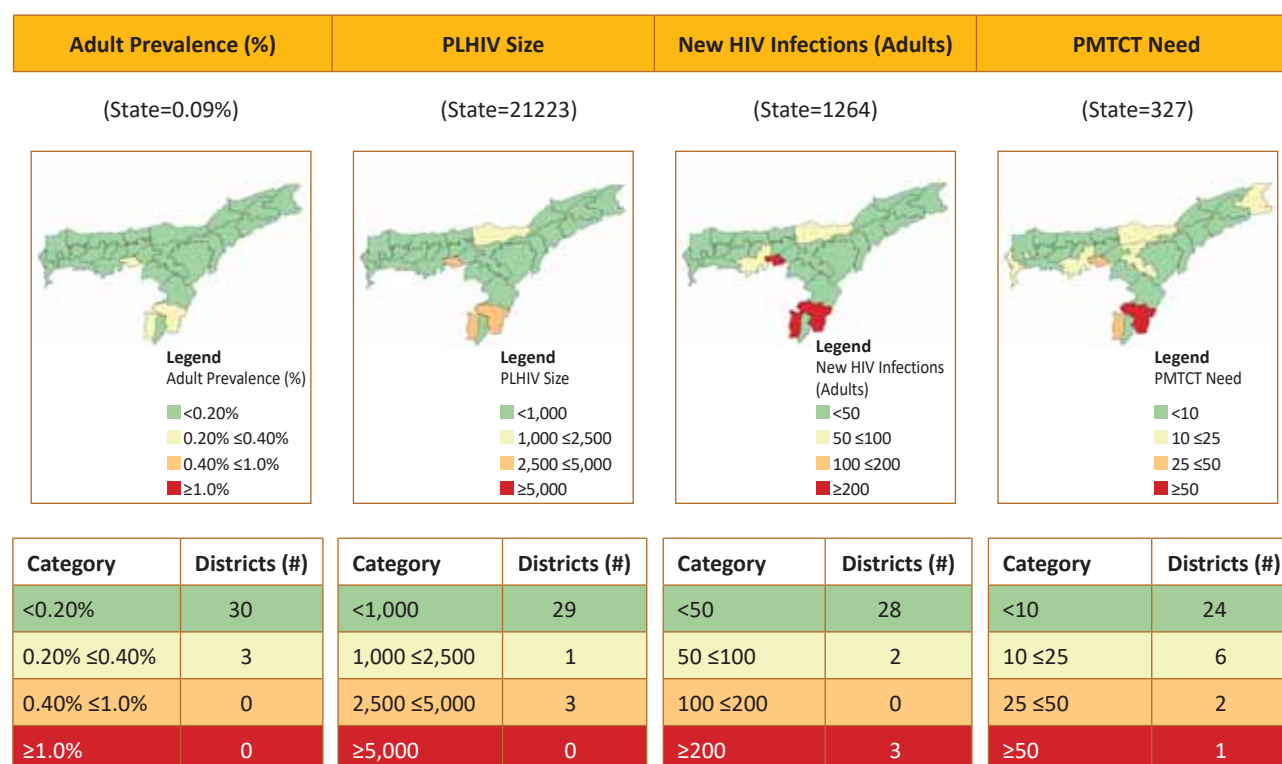 Adult Prevalence (%)
PLHIV Size
New HIV Infections (Adults)
PMTCT Need
(State=0.09%)
(State=21223)
(State=1264)
(State=327)
Legend
Adult Prevalence (%)
<0.20%
0.20% ≤0.40%
0.40% ≤1.0%
≥1.0%
Legend
PLHIV Size
<1,000
1,000 ≤2,500
2,500 ≤5,000
≥5,000
Legend
New HIV Infections
(Adults)
<50
50 ≤100
100 ≤200
≥200
Legend
PMTCT Need
<10
10 ≤25
25 ≤50
≥50
Category Districts (#)
<0.20% 30
0.20% ≤0.40% 3
0.40% ≤1.0% 0
≥1.0% 0
Category Districts (#)
<1,000 29
1,000 ≤2,500 1
2,500 ≤5,000 3
≥5,000 0
Category Districts (#)
<50 28
50 ≤100 2
100 ≤200 0
≥200 3
Category Districts (#)
<10 24
10 ≤25 6
25 ≤50 2
≥50 1